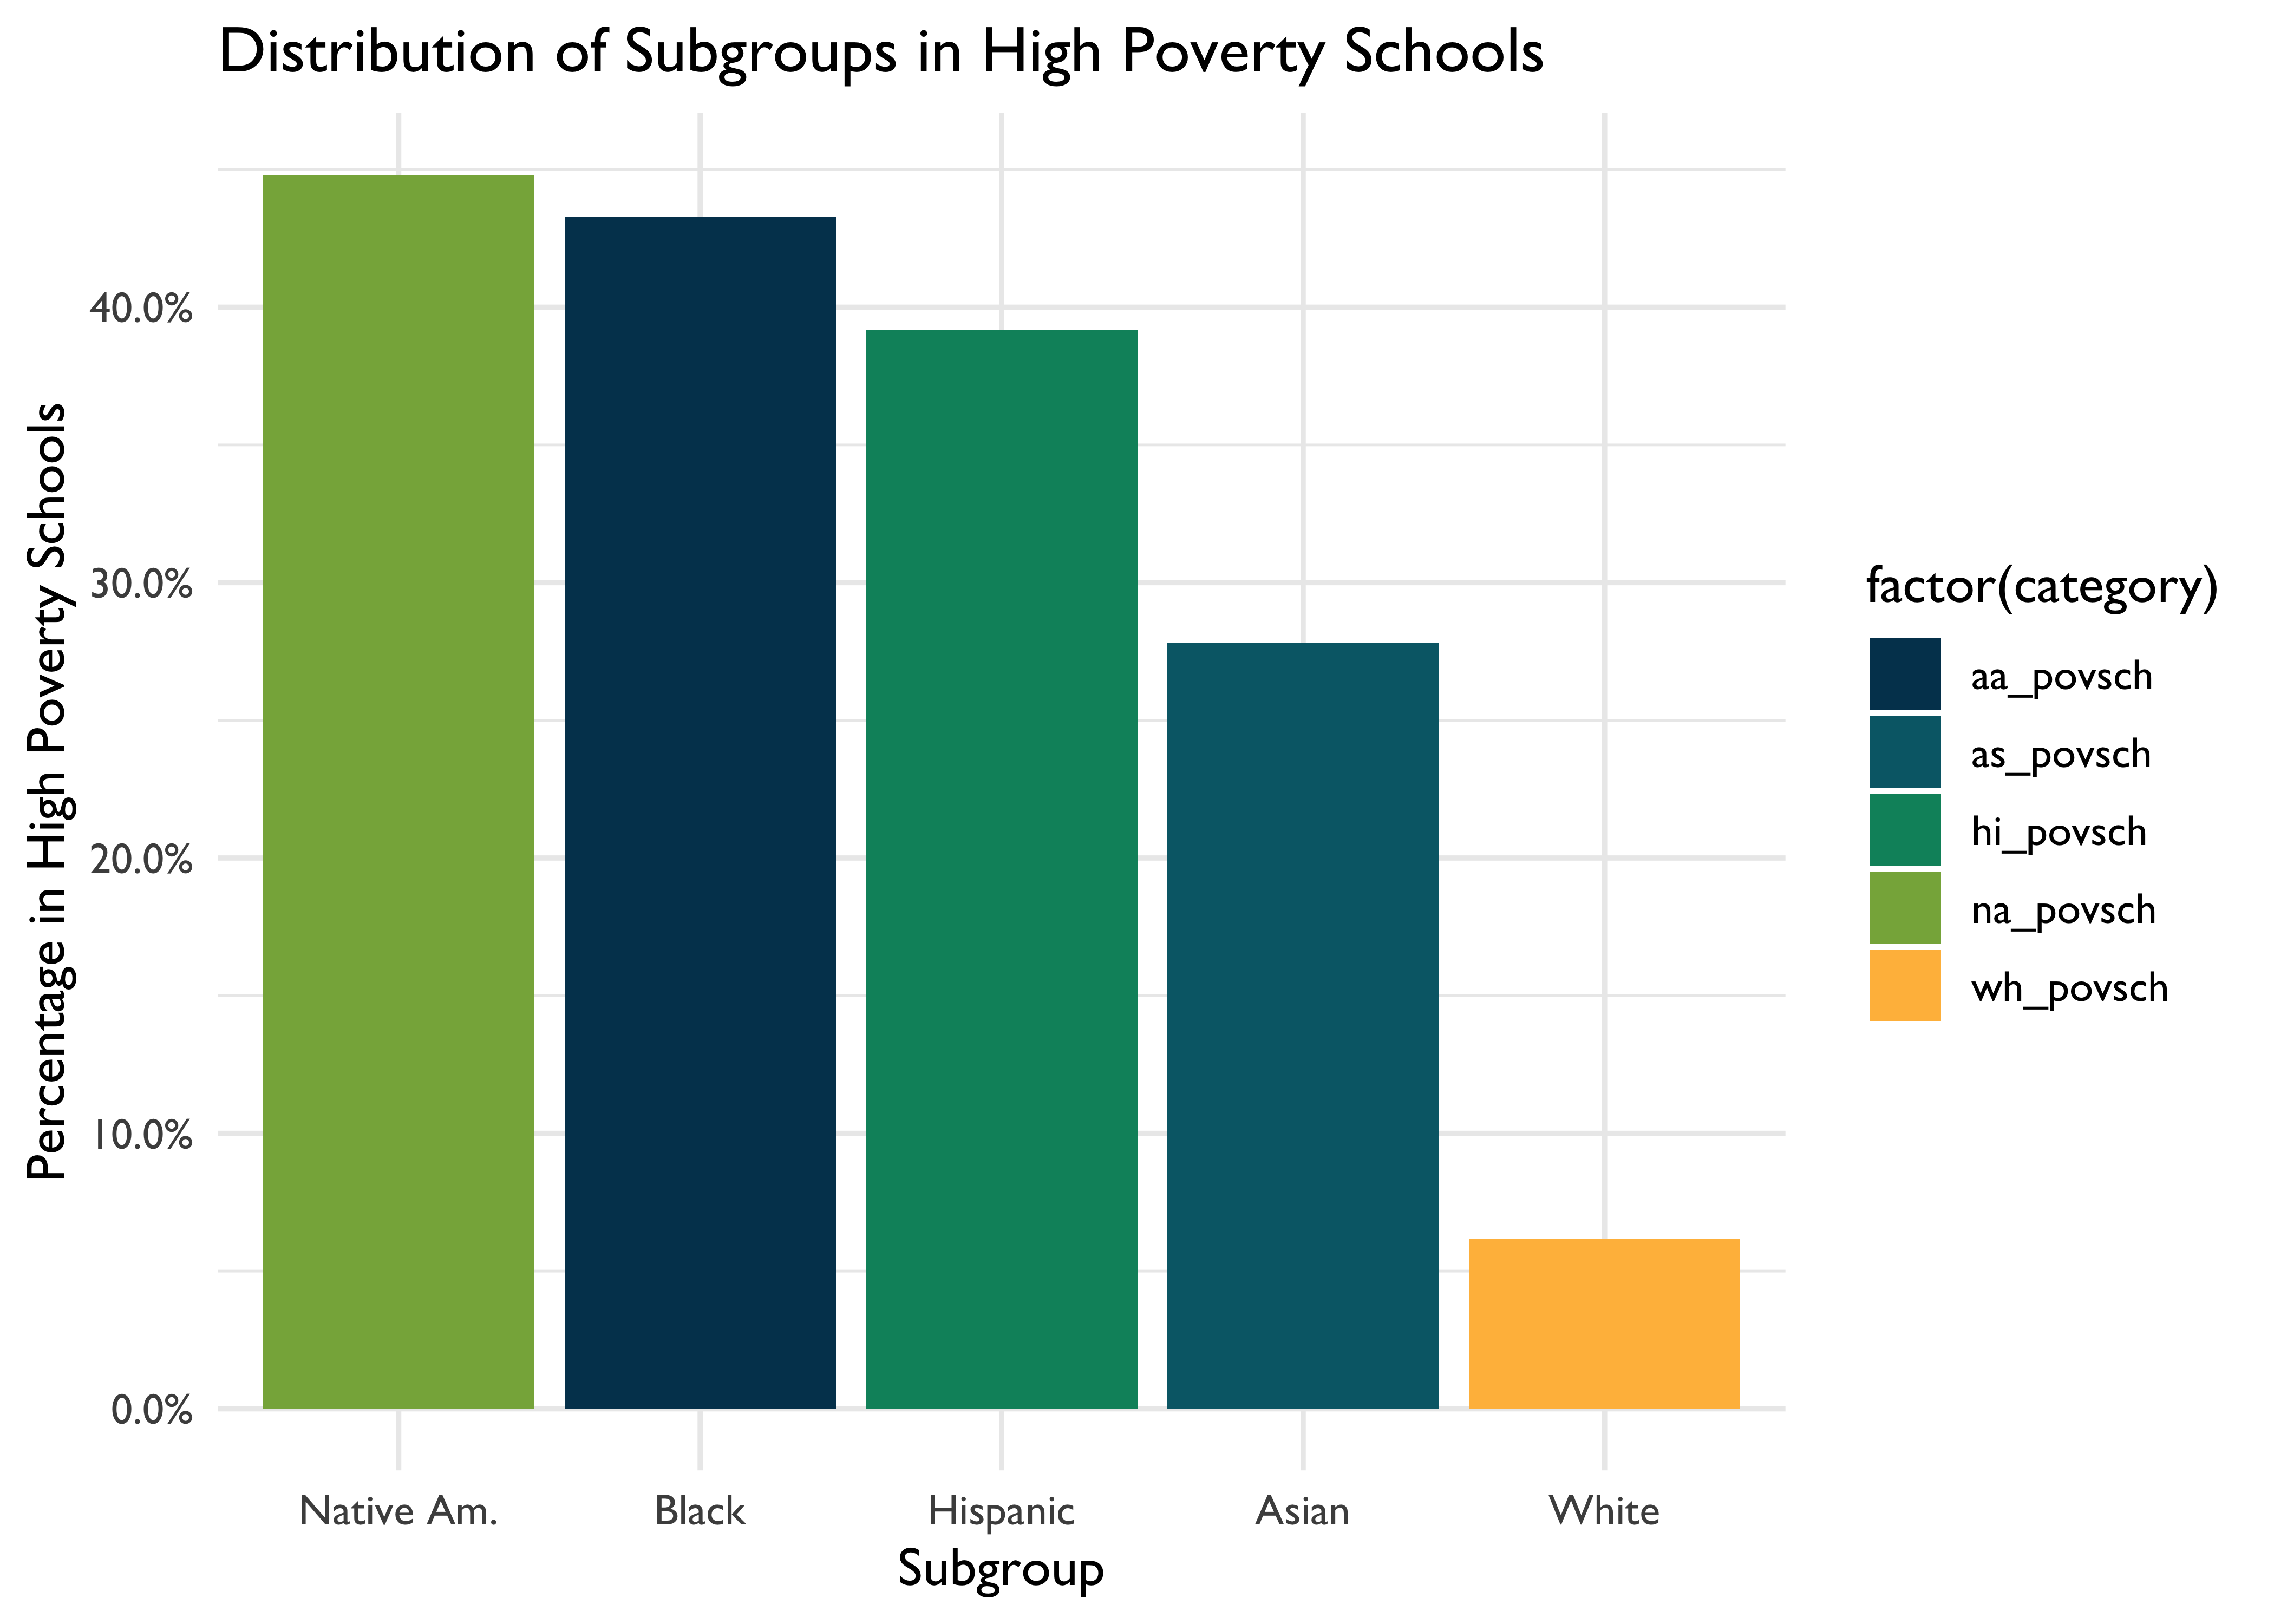 Distribution of Subgroups in High Poverty Schools
Percentage in High Poverty Schools
40.0%
30.0%
20.0%
10.0%
0.0%
Native Am.
Black
Hispanic
Asian
White
Subgroup
factor(category)
aa_povsch
as_povsch
hi_povsch
na_povsch
wh_povsch